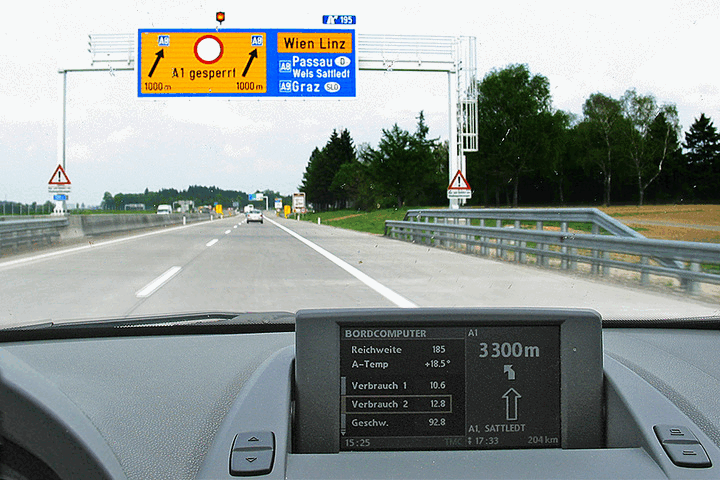 195
A8
A8
A1 gesperrt
1000 m
1000 m
Wien Linz
A8 Passau D
Wels Sattledt
A9 Graz SLO
BORDCOMPUTER
Reichweite 185
A-Temp +18.5°
Verbrauch 1 10.6
Verbrauch 2 12.8
Geschw. 92.8
15:25
A1
3300m
A1, SATTLEDT
TMC 17:33 204 km